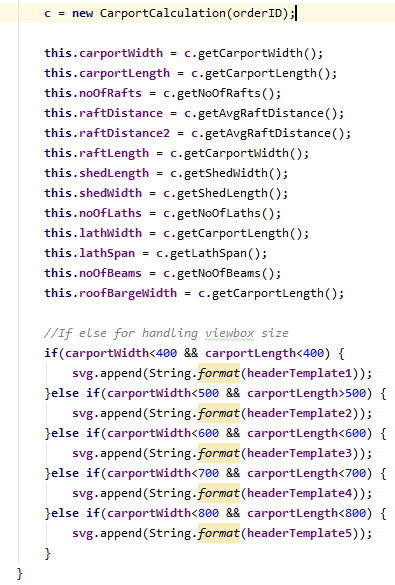 c = new CarportCalculation(orderID);
this.carportWidth = c.getCarportWidth();
this.carportLength = c.getCarportLength();
this.noOfRafts = c.getNoOfRafts();
this.raftDistance = c.getAvgRaftDistance();
this.raftDistance2 = c.getAvgRaftDistance();
this.raftLength = c.getCarportWidth();
this.shedLength = c.getShedWidth();
this.shedWidth = c.getShedLength();
this.noOfLaths = c.getNoOfLaths();
this.lathWidth = c.getCarportLength();
this.lathSpan = c.getLathSpan();
this.noOfBeams = c.getNoOfBeams();
this.roofBargeWidth = c.getCarportLength();
//If else for handling viewbox size
if(carportWidth<400 && carportLength<400) {
svg.append(String.format(headerTemplate1));
}else if(carportWidth<500 && carportLength>500) {
svg.append(String.format(headerTemplate2));
}else if(carportWidth<600 && carportLength<600) {
svg.append(String.format(headerTemplate3));
}else if(carportWidth<700 && carportLength<700) {
svg.append(String.format(headerTemplate4));
}else if(carportWidth<800 && carportLength<800) {
svg.append(String.format(headerTemplate5));
}
}